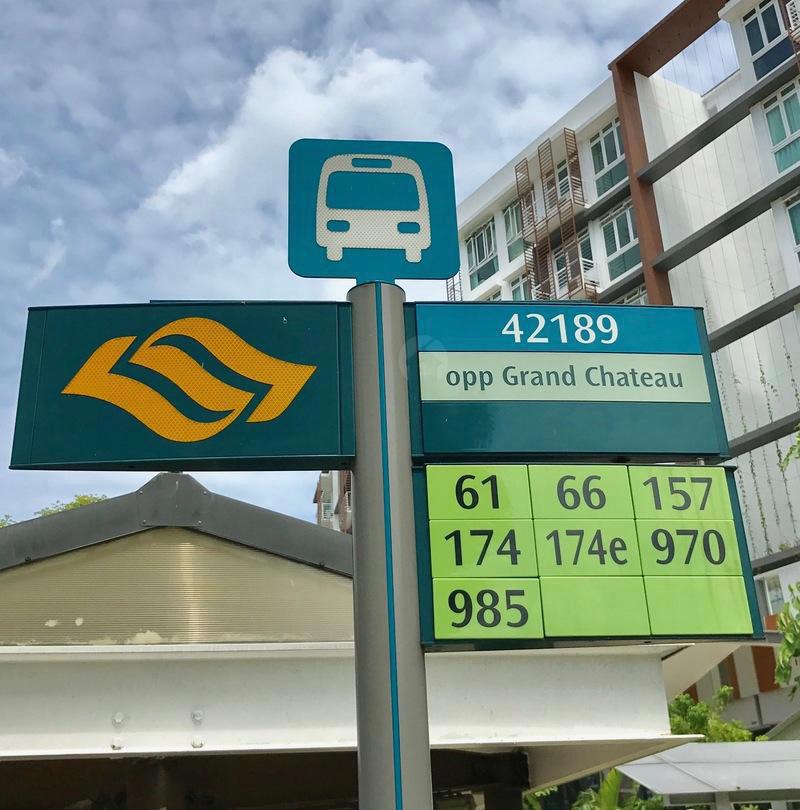 42189
opp Grand Chateau
61 66 157
174 174e 970
985